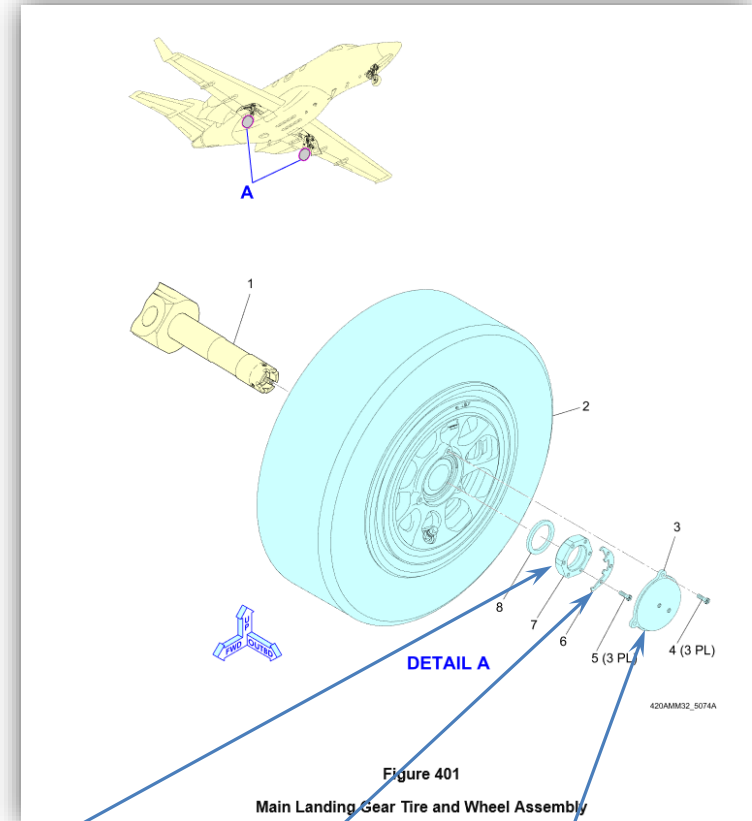 A
1
2
3
8
7
6
5 (3 PL)
4 (3 PL)
UP
FWD
OUTBD
DETAIL A
420AMM32_5074A
Figure 401
Main Landing Gear Tire and Wheel Assembly